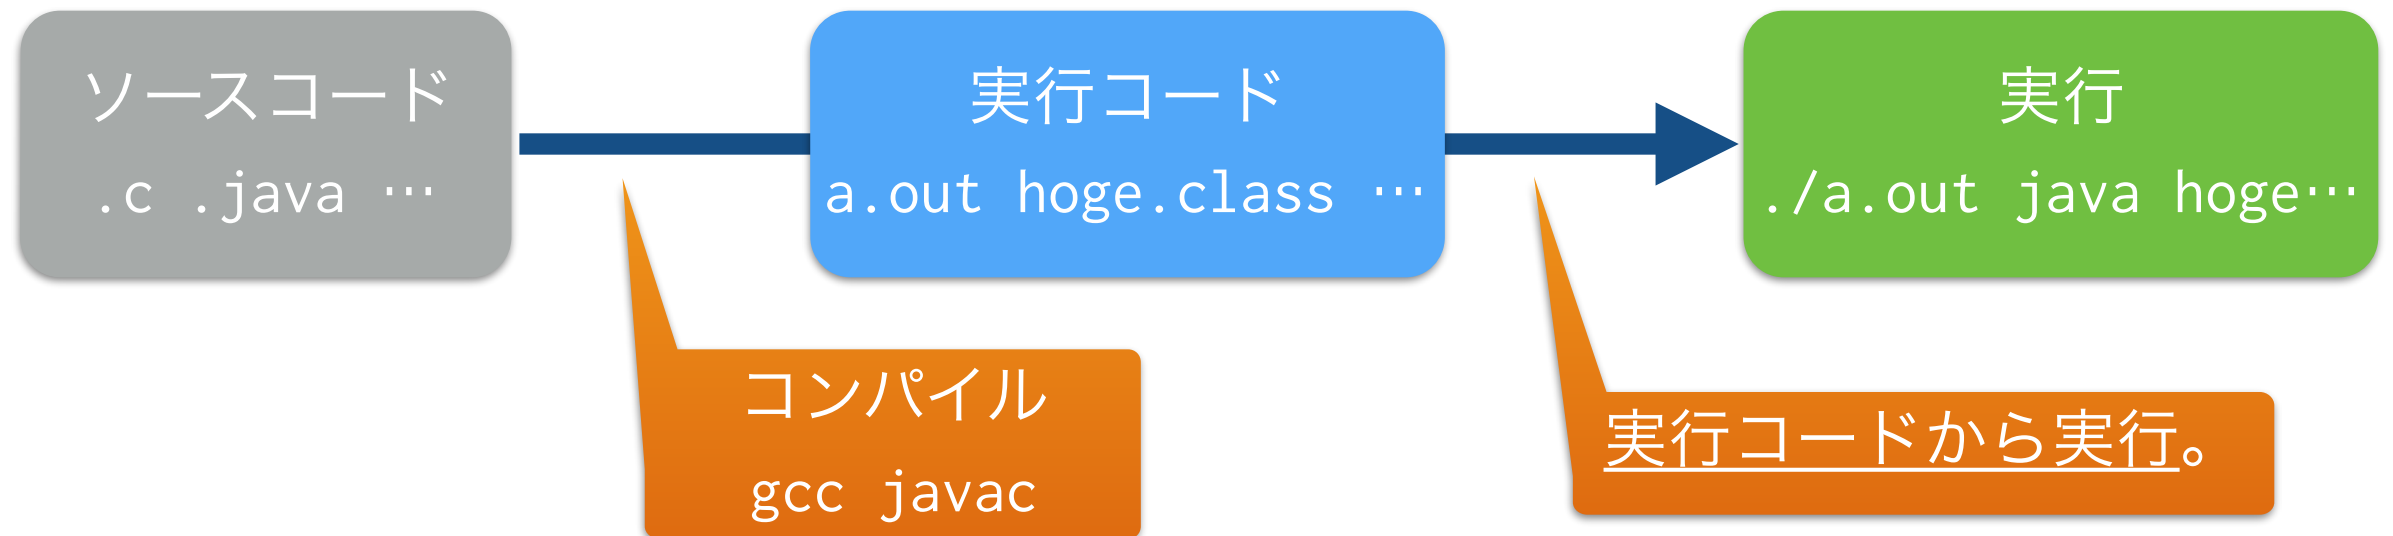 ソースコード
.c .java …
実行コード
a.out hoge.class …
実行
./a.out java hoge…
コンパイル
gcc javac
実行コードから実行。